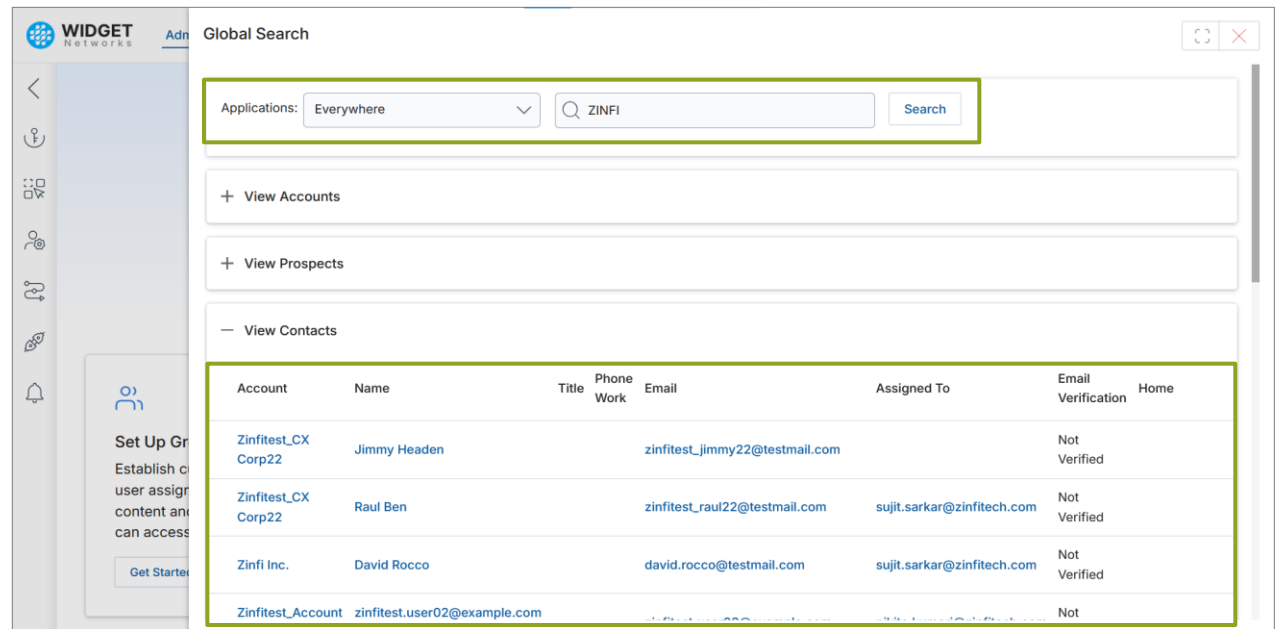 WIDGET
Networks
Adn
Global Search
Applications: Everywhere ZINFI Search
View Accounts
View Prospects
View Contacts
Account Name Title Phone Work Email Assigned To Email Verification Home
Zinfitest_CX Corp22 Jimmy Headen zinfitest_jimmy22@testmail.com Not Verified
Zinfitest_CX Corp22 Raul Ben zinfitest_raul22@testmail.com sujit.sarkar@zinfitech.com Not Verified
Zinfi Inc. David Rocco david.rocco@testmail.com sujit.sarkar@zinfitech.com Not Verified
Zinfitest_Account zinfitest.user02@example.com Not
Set Up Gr
Establish c
user assign
content and
can access
Get Started